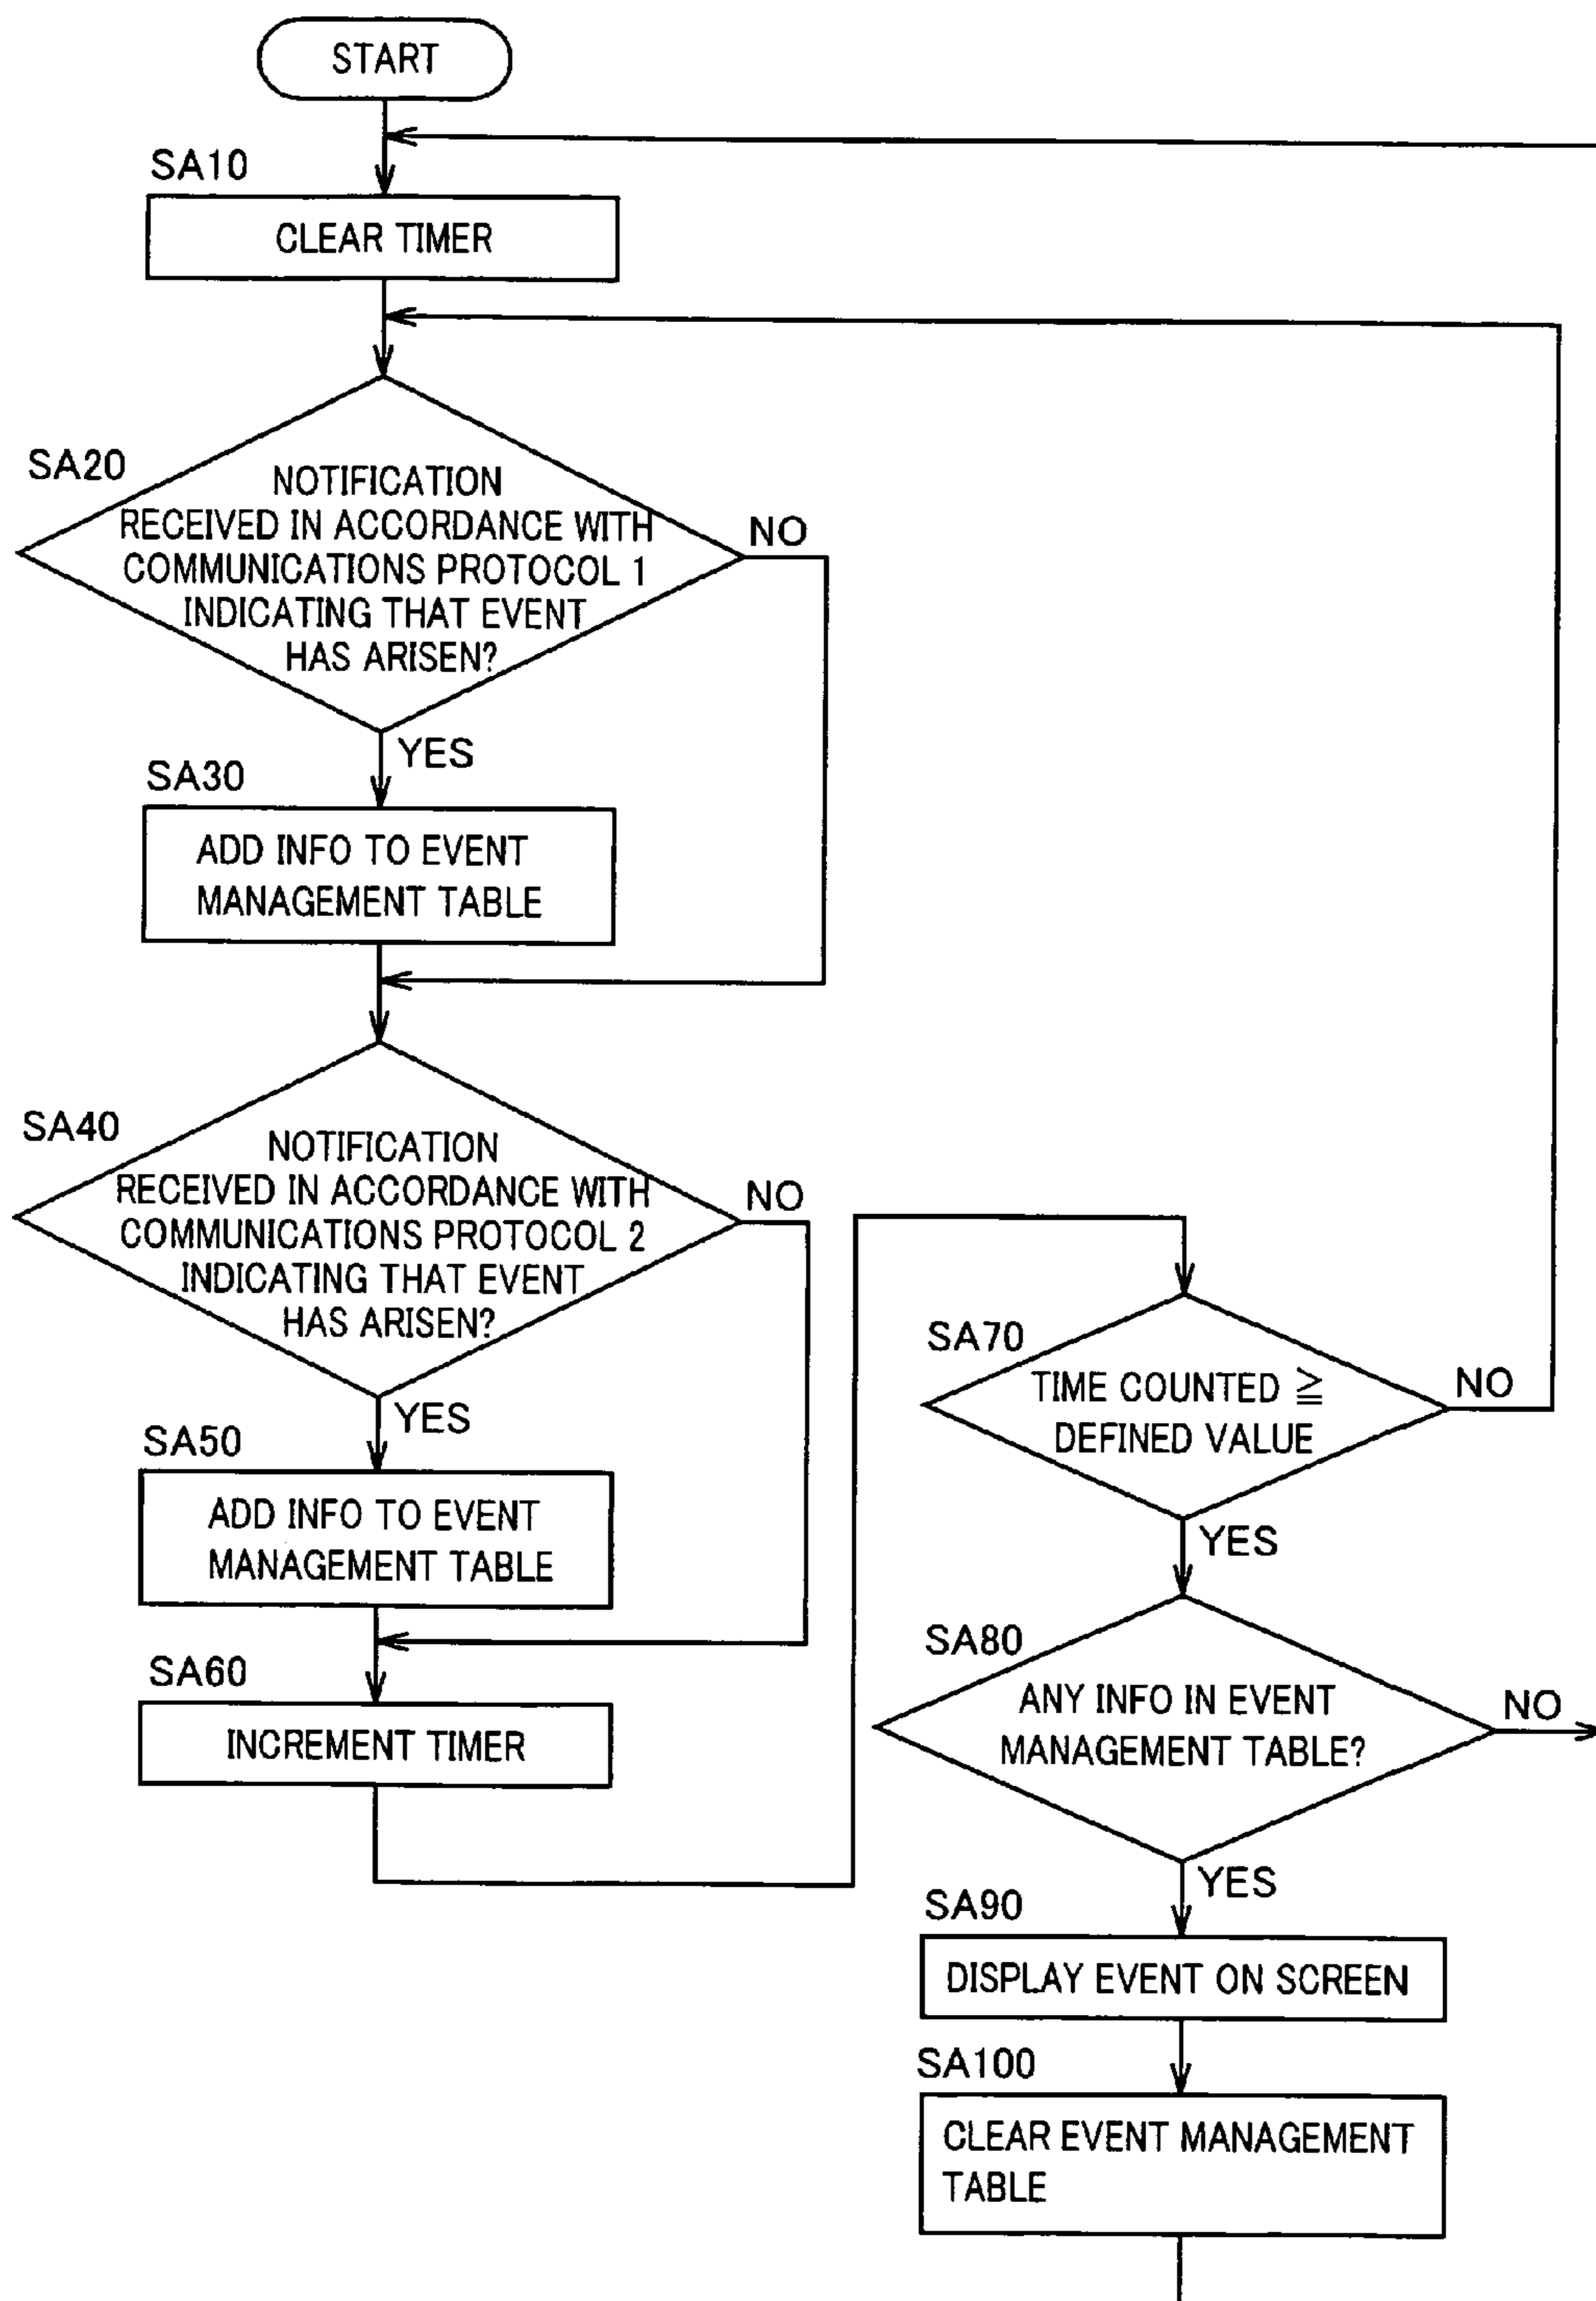 START
SA10
CLEAR TIMER
SA20
NOTIFICATION
RECEIVED IN ACCORDANCE WITH
COMMUNICATIONS PROTOCOL 1
INDICATING THAT EVENT
HAS ARISEN?
NO
YES
SA30
ADD INFO TO EVENT
MANAGEMENT TABLE
SA40
NOTIFICATION
RECEIVED IN ACCORDANCE WITH
COMMUNICATIONS PROTOCOL 2
INDICATING THAT EVENT
HAS ARISEN?
NO
YES
SA50
ADD INFO TO EVENT
MANAGEMENT TABLE
SA60
INCREMENT TIMER
SA70
TIME COUNTED ≧
DEFINED VALUE
NO
YES
SA80
ANY INFO IN EVENT
MANAGEMENT TABLE?
NO
YES
SA90
DISPLAY EVENT ON SCREEN
SA100
CLEAR EVENT MANAGEMENT
TABLE